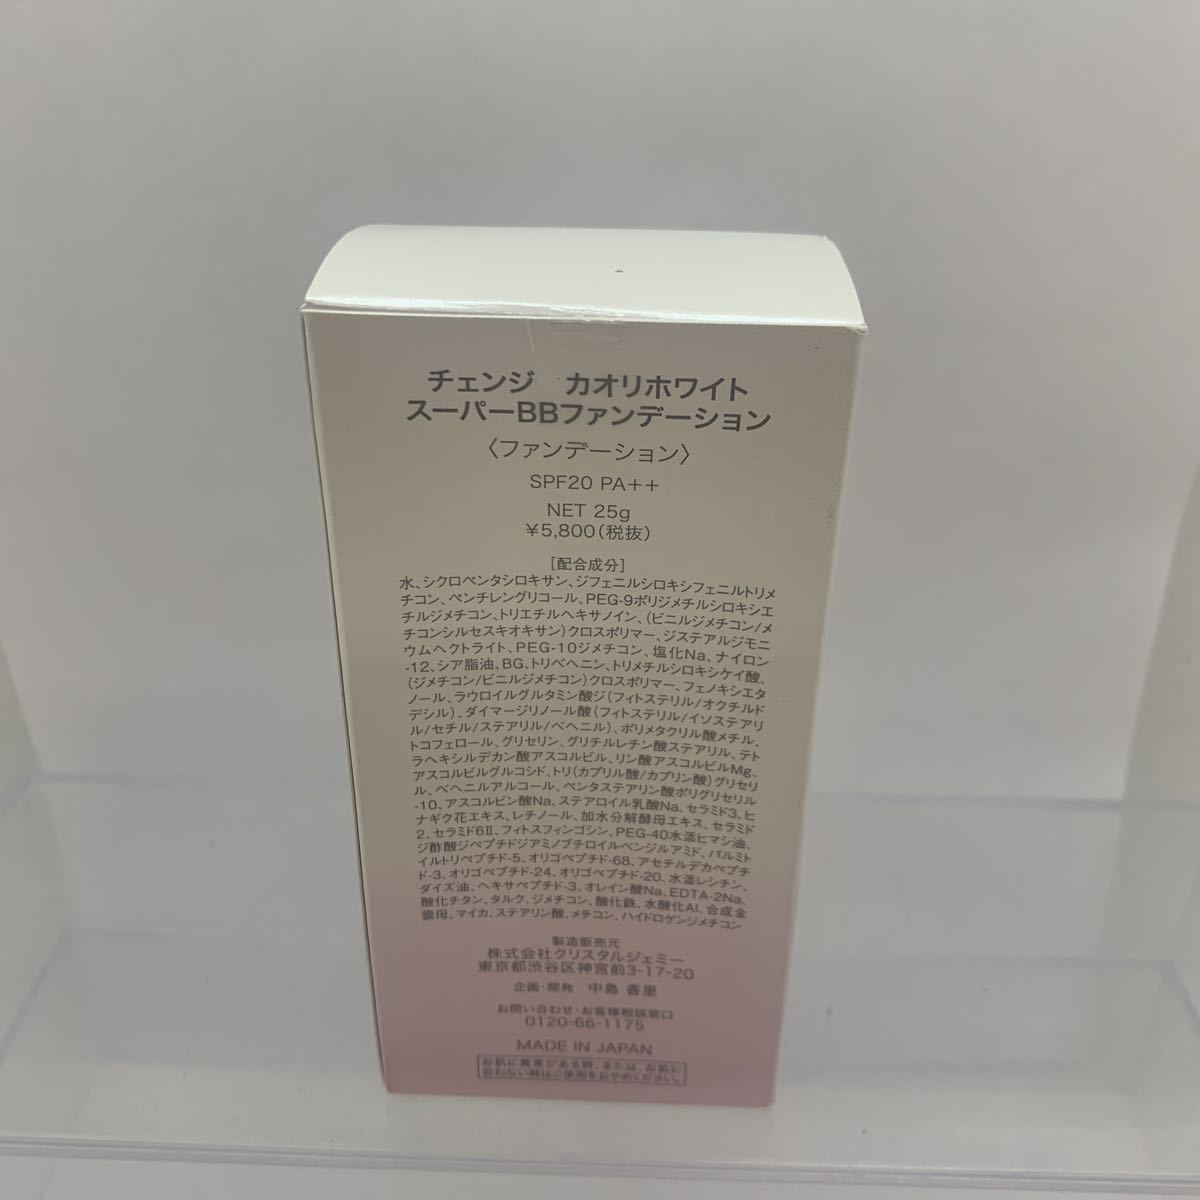 チェンジ　カオリホワイト
スーパーBBファンデーション
〈ファンデーション〉
SPF20 PA++
NET 25g
¥5,800(税抜)
[配合成分]
水、シクロペンタシロキサン、ジフェニルシロキシフェニルトリメ
チコン、ペンチレングリコール、PEG-9ポリジメチルシロキシエ
チルジメチコン、トリエチルヘキサノイン、(ビニルジメチコン/メ
チコンシルセスキオキサン)クロスポリマー、ジステアルジモニ
ウムヘクトライト、PEG-10ジメチコン、塩化Na、ナイロン
-12、シア脂油、BG、トリベヘニン、トリメチルシロキシケイ酸、
(ジメチコン/ビニルジメチコン)クロスポリマー、フェノキシエタ
ノール、ラウロイルグルタミン酸ジ(フィトステリル/オクチルド
デシル)、ダイマージリノール酸(フィトステリル/イソステアリ
ル/セチル/ステアリル/ベヘニル)、ポリメタクリル酸メチル、
トコフェロール、グリセリン、グリチルレチン酸ステアリル、テト
ラヘキシルデカン酸アスコルビル、リン酸アスコルビルMg、
アスコルビルグルコシド、トリ(カプリル酸/カプリン酸)グリセリ
ル、ベヘニルアルコール、ペンタステアリン酸ポリグリセリル
-10、アスコルビン酸Na、ステアロイル乳酸Na、セラミド3、ヒ
ナギク花エキス、レチノール、加水分解酵母エキス、セラミド
2、セラミド6Ⅱ、フィトスフィンゴシン、PEG-40水添ヒマシ油、
ジ酢酸ジペプチドジアミノブチロイルベンジルアミド、パルミト
イルトリペプチド-5、オリゴペプチド-68、アセチルデカペプチ
ド-3、オリゴペプチド-24、オリゴペプチド-20、水添レシチン、
ダイズ油、ヘキサペプチド-3、オレイン酸Na、EDTA-2Na、
酸化チタン、タルク、ジメチコン、酸化鉄、水酸化Al、合成金
雲母、マイカ、ステアリン酸、メチコン、ハイドロゲンジメチコン
製造販売元
株式会社クリスタルジェミー
東京都渋谷区神宮前3-17-20
企画・開発　中島 香里
お問い合わせ・お客様相談窓口
0120-66-1175
MADE IN JAPAN
お肌に異常がある時、または、お肌に
合わない時はご使用をおやめください。